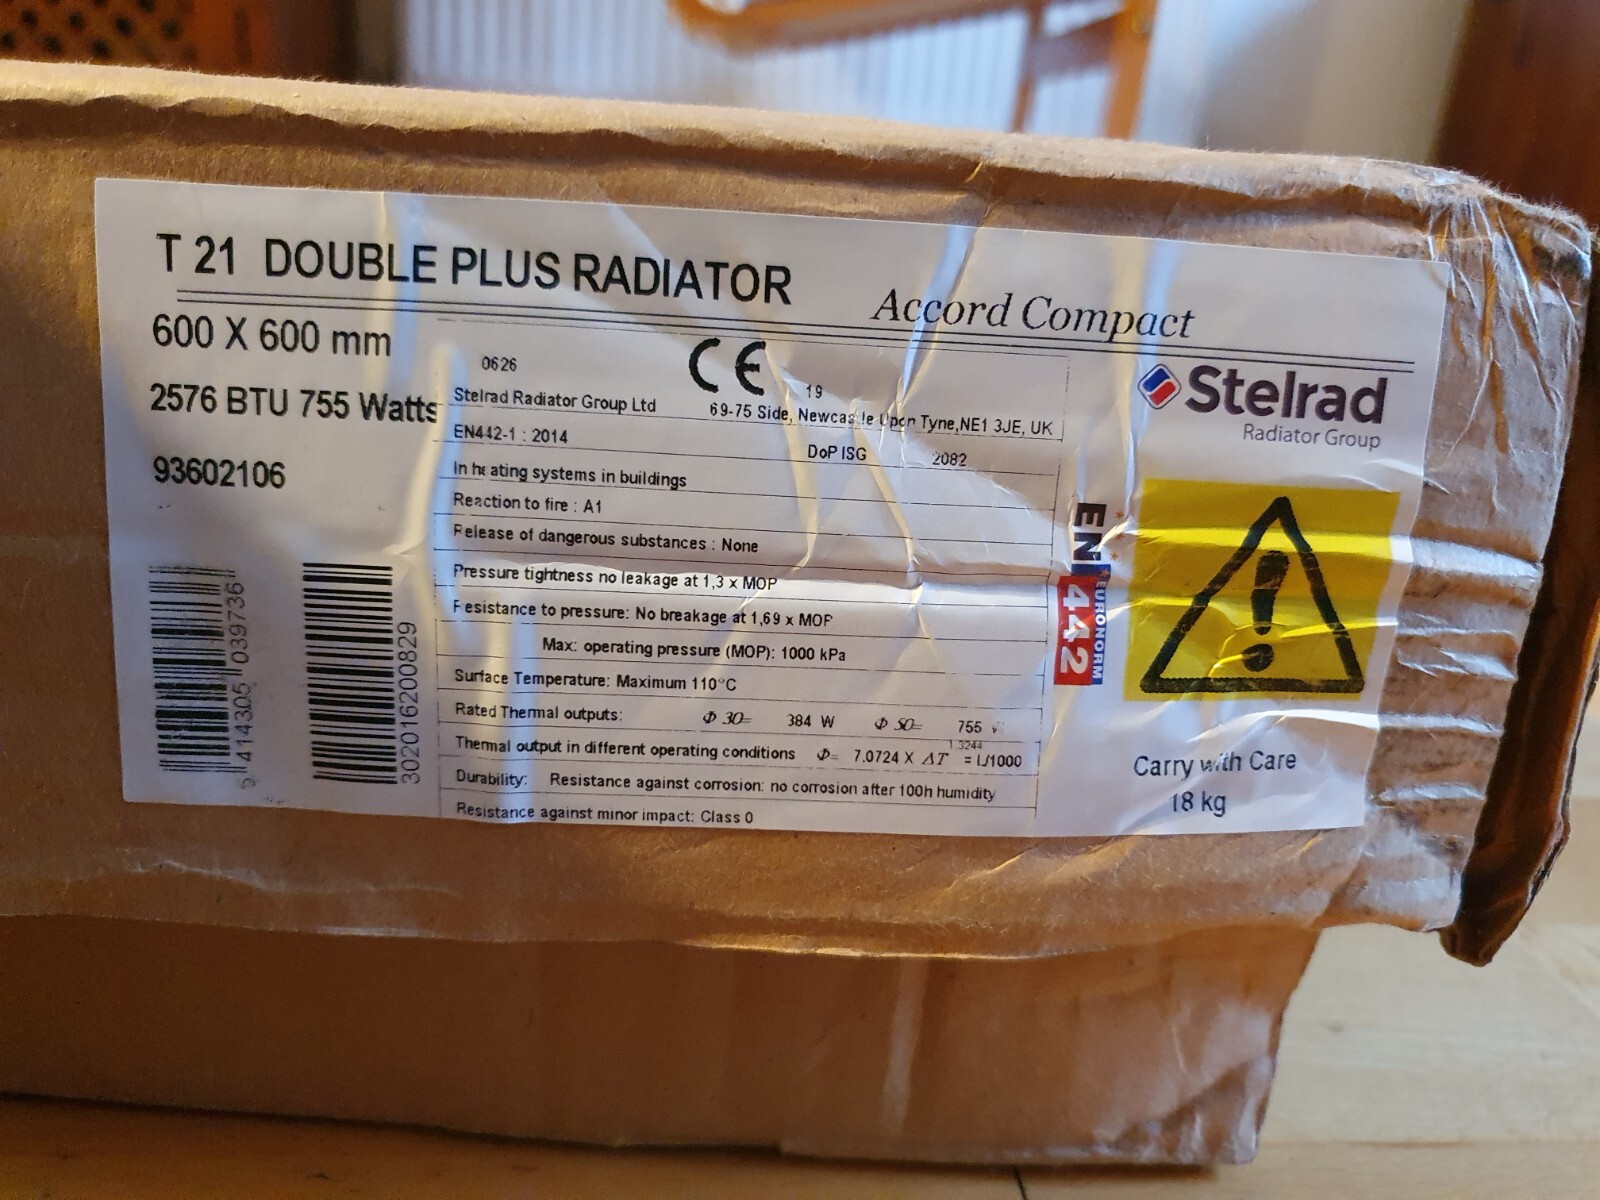 T 21 DOUBLE PLUS RADIATOR
Accord Compact
600 X 600 mm
2576 BTU 755 Watts
93602106
0626 CE 19
Stelrad Radiator Group Ltd 69-75 Side, Newcastle Upon Tyne,NE1 3JE, UK
EN442-1 : 2014 DoP ISG 2082
In heating systems in buildings
Reaction to fire : A1
Release of dangerous substances : None
Pressure tightness no leakage at 1,3 x MOP
Resistance to pressure: No breakage at 1,69 x MOP
Max: operating pressure (MOP): 1000 kPa
Surface Temperature: Maximum 110°C
Rated Thermal outputs: Φ 30= 384 W Φ 50= 755
Thermal output in different operating conditions Φ= 7.0724 X ΔT 1.3244
Durability: Resistance against corrosion: no corrosion after 100h humidity
Resistance against minor impact: Class 0
5 414305 039736
302016200829
Stelrad
Radiator Group
EN
442
EURONORM
Carry with Care
18 kg